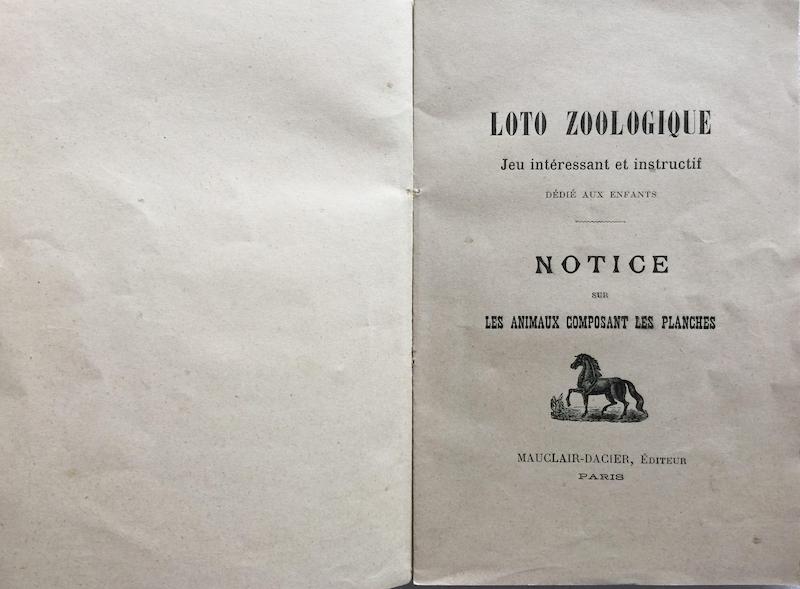 LOTO ZOOLOGIQUE
Jeu intéressant et instructif
DÉDIÉ AUX ENFANTS
NOTICE
SUR
LES ANIMAUX COMPOSANT LES PLANCHES
MAUCLAIR-DACIER, ÉDITEUR
PARIS